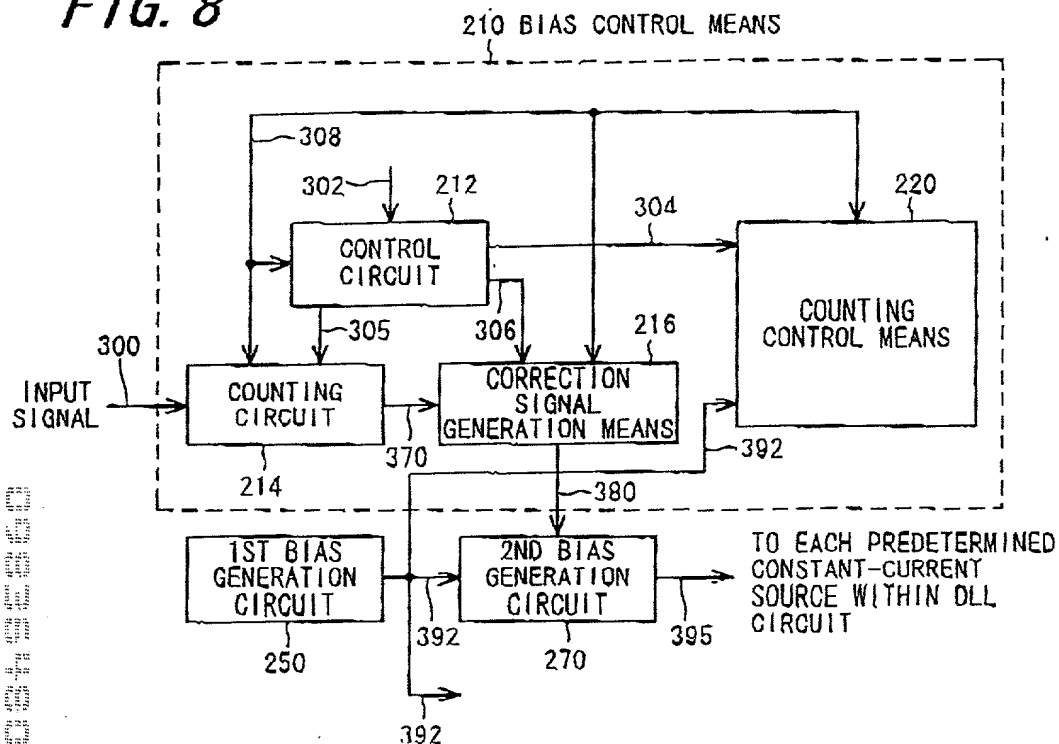 FIG. 8
210 BIAS CONTROL MEANS
308
302
212
304
220
CONTROL
CIRCUIT
305
306
216
COUNTING
CONTROL MEANS
300
INPUT
SIGNAL
COUNTING
CIRCUIT
CORRECTION
SIGNAL
GENERATION MEANS
214
370
392
380
1ST BIAS
GENERATION
CIRCUIT
2ND BIAS
GENERATION
CIRCUIT
TO EACH PREDETERMINED
CONSTANT-CURRENT
SOURCE WITHIN DLL
CIRCUIT
392
395
250
270
392